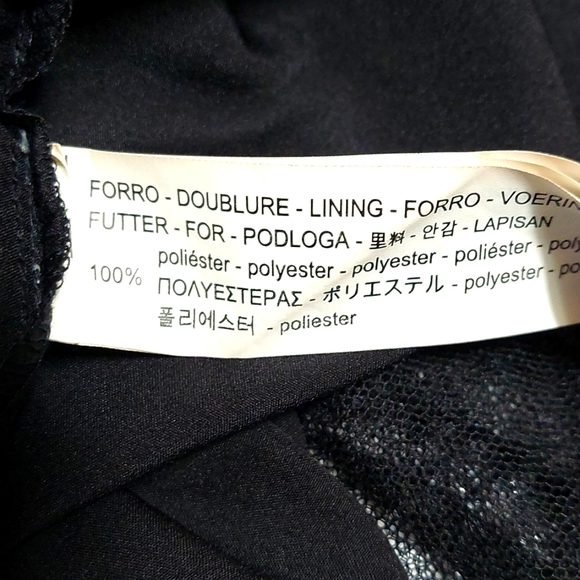 FORRO - DOUBLURE - LINING - FORRO -
FUTTER - FOR - PODLOGA - 里料 - 안감 - LAPISAN
poliéster - polyester - polyester - poliéster -
100% ΠΟΛΥΕΣΤΕΡΑΣ - ポリエステル - polyester -
폴리에스터 - poliester